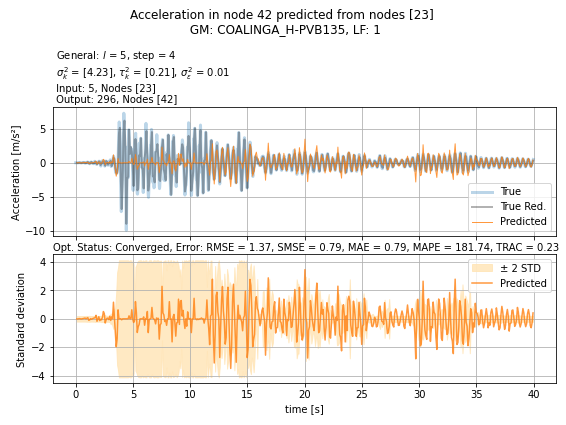 Acceleration in node 42 predicted from nodes [23]
GM: COALINGA_H-PVB135, LF: 1
General: l = 5, step = 4
σ²ₖ = [4.23], τ²ₖ = [0.21], σ²ₑ = 0.01
Input: 5, Nodes [23]
Output: 296, Nodes [42]
Acceleration [m/s²]
5
0
−5
−10
True
True Red.
Predicted
Opt. Status: Converged, Error: RMSE = 1.37, SMSE = 0.79, MAE = 0.79, MAPE = 181.74, TRAC = 0.23
Standard deviation
4
2
0
−2
−4
± 2 STD
Predicted
0 5 10 15 20 25 30 35 40
time [s]